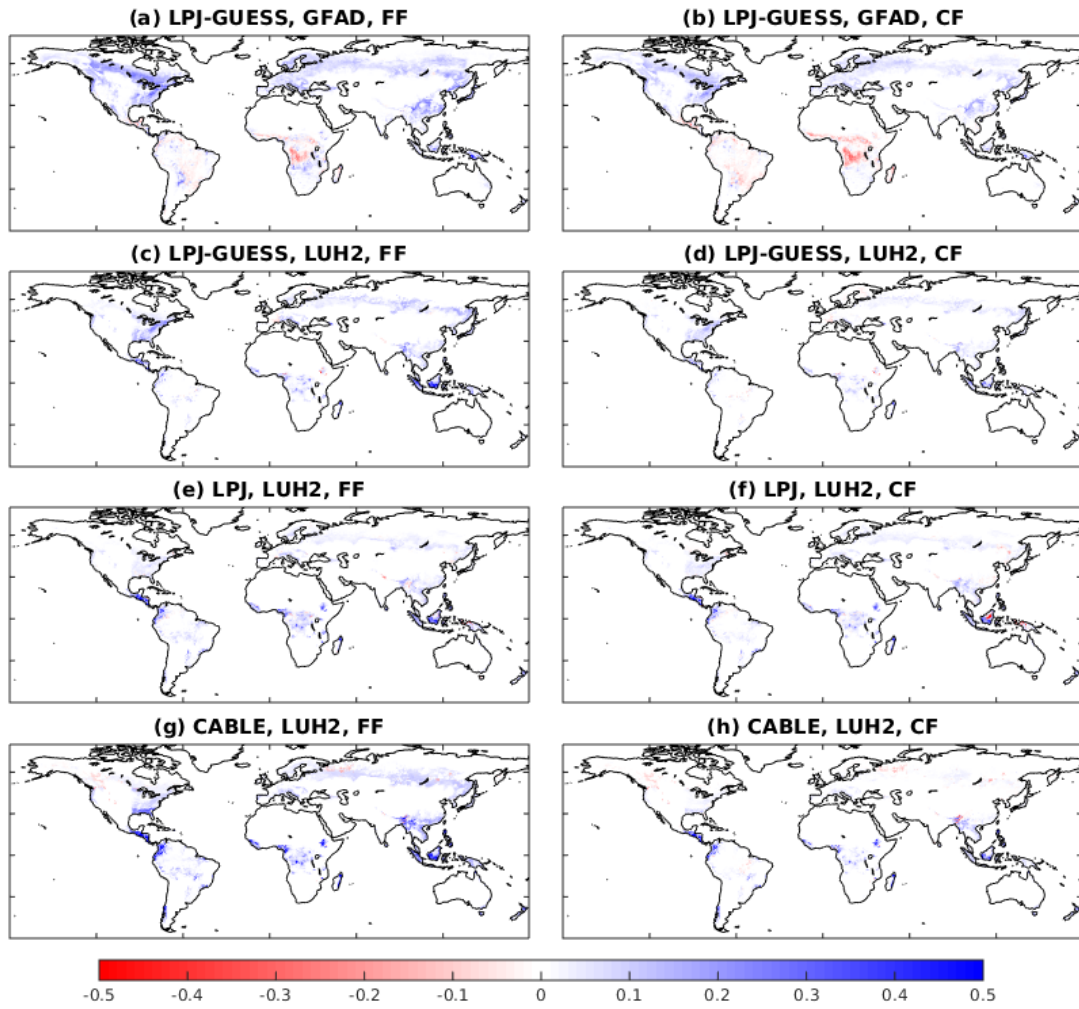 (a) LPJ-GUESS, GFAD, FF
(b) LPJ-GUESS, GFAD, CF
(c) LPJ-GUESS, LUH2, FF
(d) LPJ-GUESS, LUH2, CF
(e) LPJ, LUH2, FF
(f) LPJ, LUH2, CF
(g) CABLE, LUH2, FF
(h) CABLE, LUH2, CF
-0.5 -0.4 -0.3 -0.2 -0.1 0 0.1 0.2 0.3 0.4 0.5